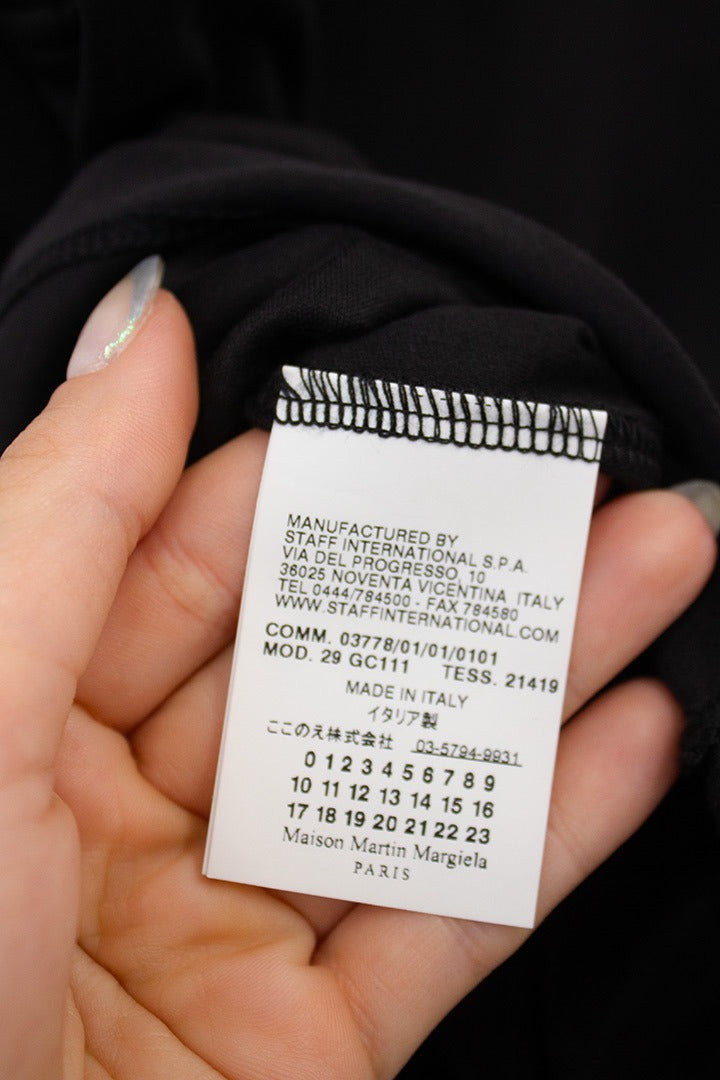 MANUFACTURED BY
STAFF INTERNATIONAL S.P.A.
VIA DEL PROGRESSO, 10
36025 NOVENTA VICENTINA ITALY
TEL 0444/784500 - FAX 784580
WWW.STAFFINTERNATIONAL.COM
COMM. 03778/01/01/0101
MOD. 29 GC111 TESS. 21419
MADE IN ITALY
イタリア製
ここのえ株式会社 03-5794-9931
0 1 2 3 4 5 6 7 8 9
10 11 12 13 14 15 16
17 18 19 20 21 22 23
Maison Martin Margiela
PARIS